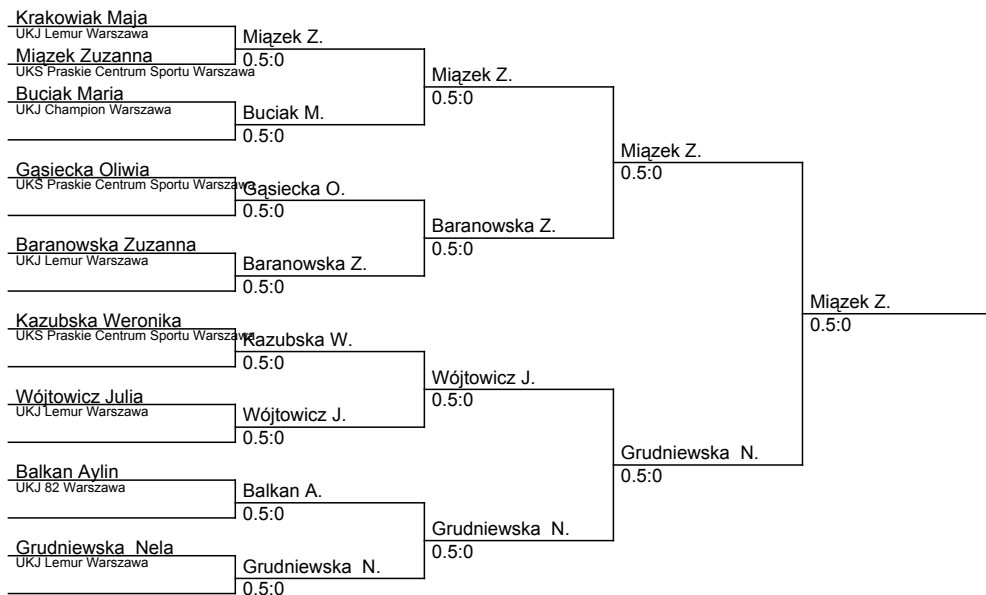 Krakowiak Maja
UKJ Lemur Warszawa
Miązek Zuzanna
UKS Praskie Centrum Sportu Warszawa
Buciak Maria
UKJ Champion Warszawa
Gąsiecka Oliwia
UKS Praskie Centrum Sportu Warszawa
Baranowska Zuzanna
UKJ Lemur Warszawa
Kazubska Weronika
UKS Praskie Centrum Sportu Warszawa
Wójtowicz Julia
UKJ Lemur Warszawa
Balkan Aylin
UKJ 82 Warszawa
Grudniewska Nela
UKJ Lemur Warszawa
Miązek Z.
0.5:0
Buciak M.
0.5:0
Gąsiecka O.
0.5:0
Baranowska Z.
0.5:0
Kazubska W.
0.5:0
Wójtowicz J.
0.5:0
Balkan A.
0.5:0
Grudniewska N.
0.5:0
Miązek Z.
0.5:0
Baranowska Z.
0.5:0
Wójtowicz J.
0.5:0
Grudniewska N.
0.5:0
Miązek Z.
0.5:0
Grudniewska N.
0.5:0
Miązek Z.
0.5:0